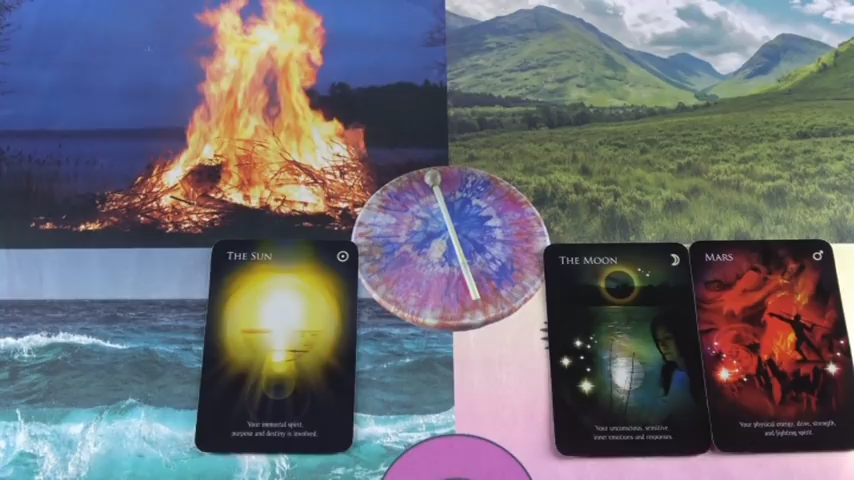 THE SUN
Your immortal spirit,
purpose and destiny is involved.
THE MOON
Your unconscious, sensitive,
inner emotions and responses.
MARS
Your physical energy, drive, strength,
and fighting spirit.